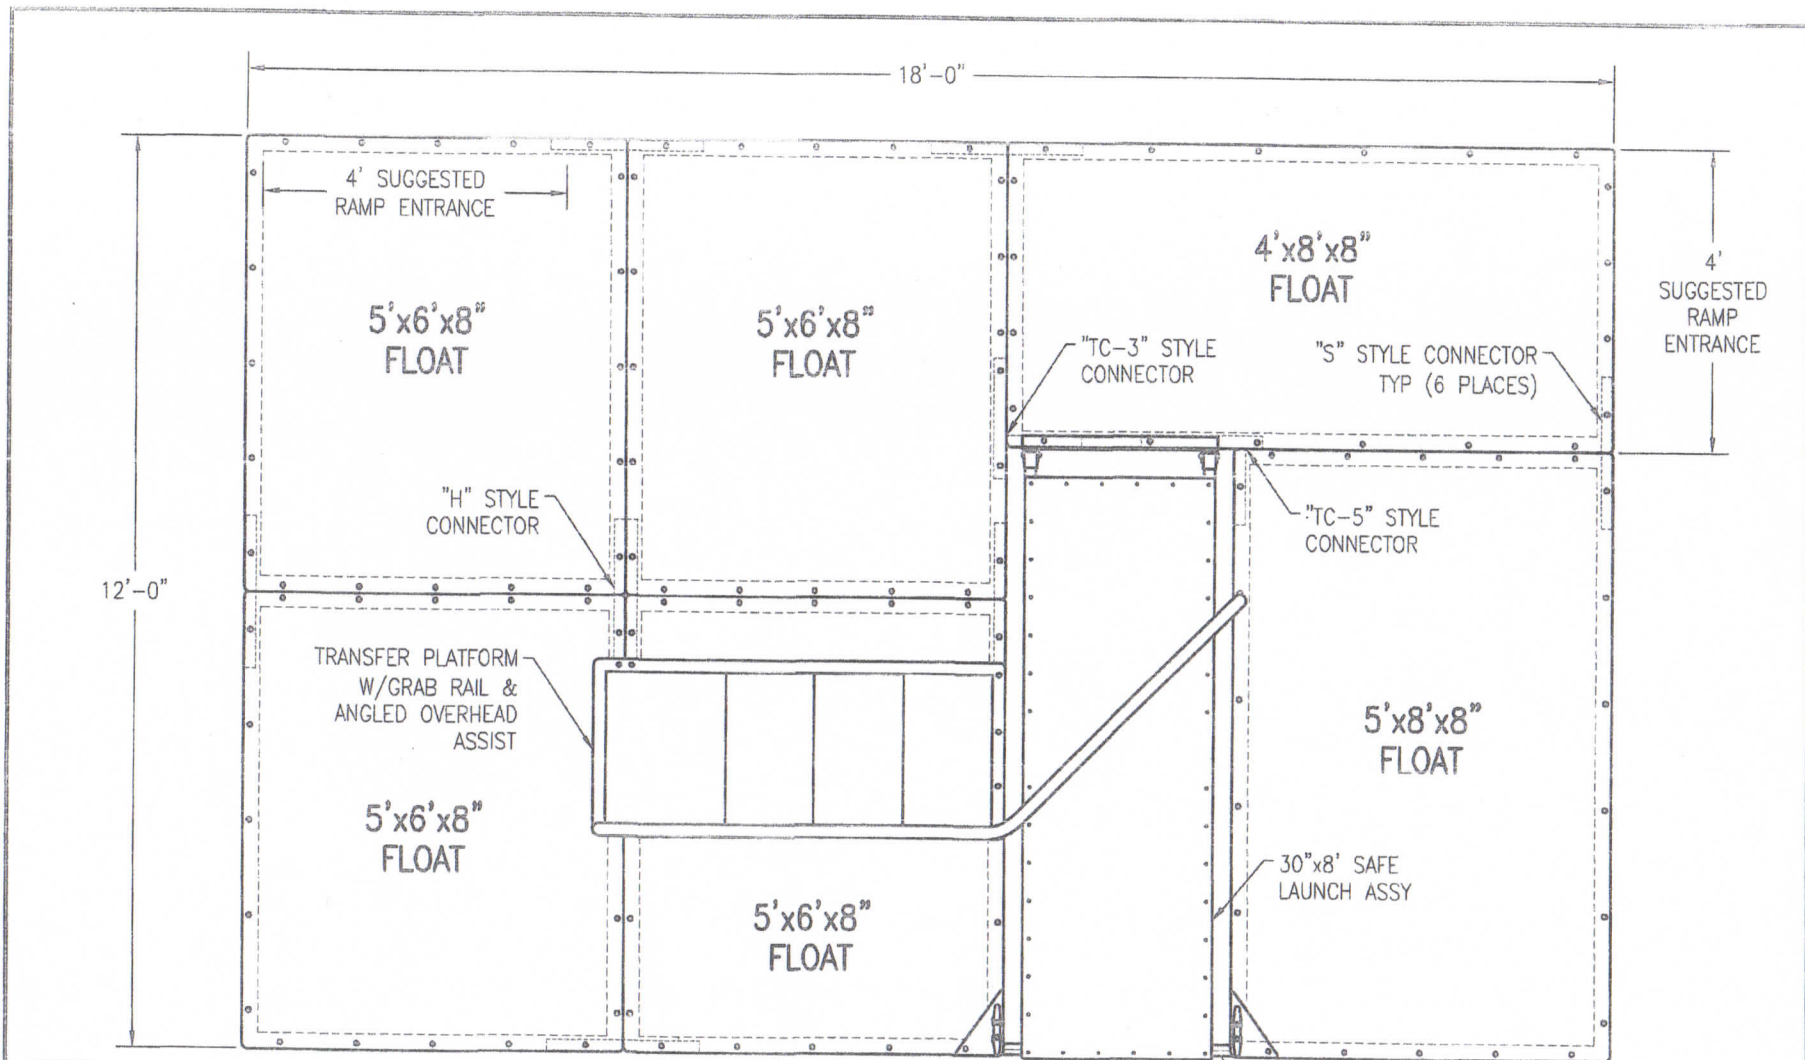 18'-0"
4' SUGGESTED
RAMP ENTRANCE
5'x6'x8"
FLOAT
5'x6'x8"
FLOAT
4'x8'x8"
FLOAT
4'
SUGGESTED
RAMP
ENTRANCE
"TC-3" STYLE
CONNECTOR
"S" STYLE CONNECTOR
TYP (6 PLACES)
"H" STYLE
CONNECTOR
"TC-5" STYLE
CONNECTOR
12'-0"
TRANSFER PLATFORM
W/GRAB RAIL &
ANGLED OVERHEAD
ASSIST
5'x6'x8"
FLOAT
5'x8'x8"
FLOAT
30"x8' SAFE
LAUNCH ASSY
5'x6'x8"
FLOAT